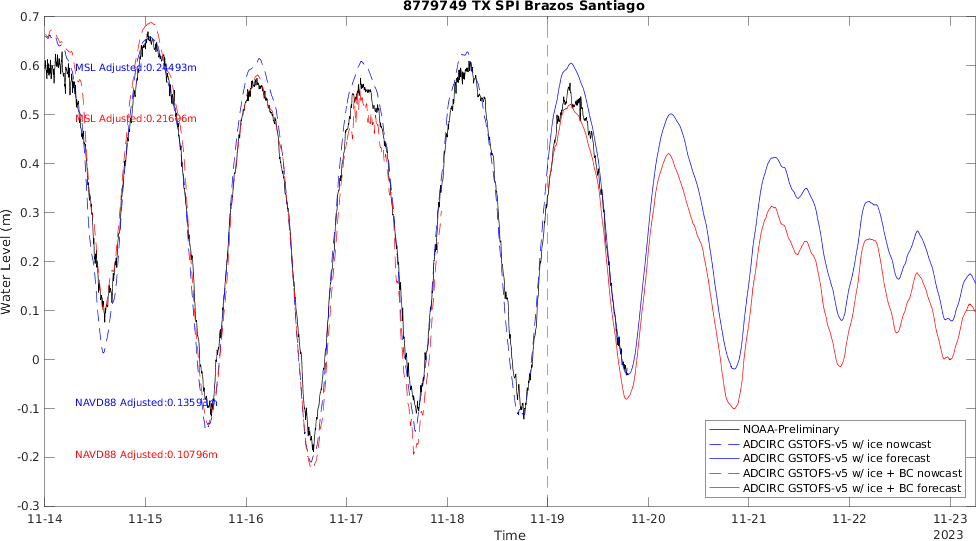 8779749 TX SPI Brazos Santiago
0.7
0.6
0.5
0.4
0.3
0.2
0.1
0
-0.1
-0.2
-0.3
Water Level (m)
MSL Adjusted:0.24493m
MSL Adjusted:0.21696m
NAVD88 Adjusted:0.13593m
NAVD88 Adjusted:0.10796m
NOAA-Preliminary
ADCIRC GSTOFS-v5 w/ ice nowcast
ADCIRC GSTOFS-v5 w/ ice forecast
ADCIRC GSTOFS-v5 w/ ice + BC nowcast
ADCIRC GSTOFS-v5 w/ ice + BC forecast
11-14 11-15 11-16 11-17 11-18 11-19 11-20 11-21 11-22 11-23
Time
2023